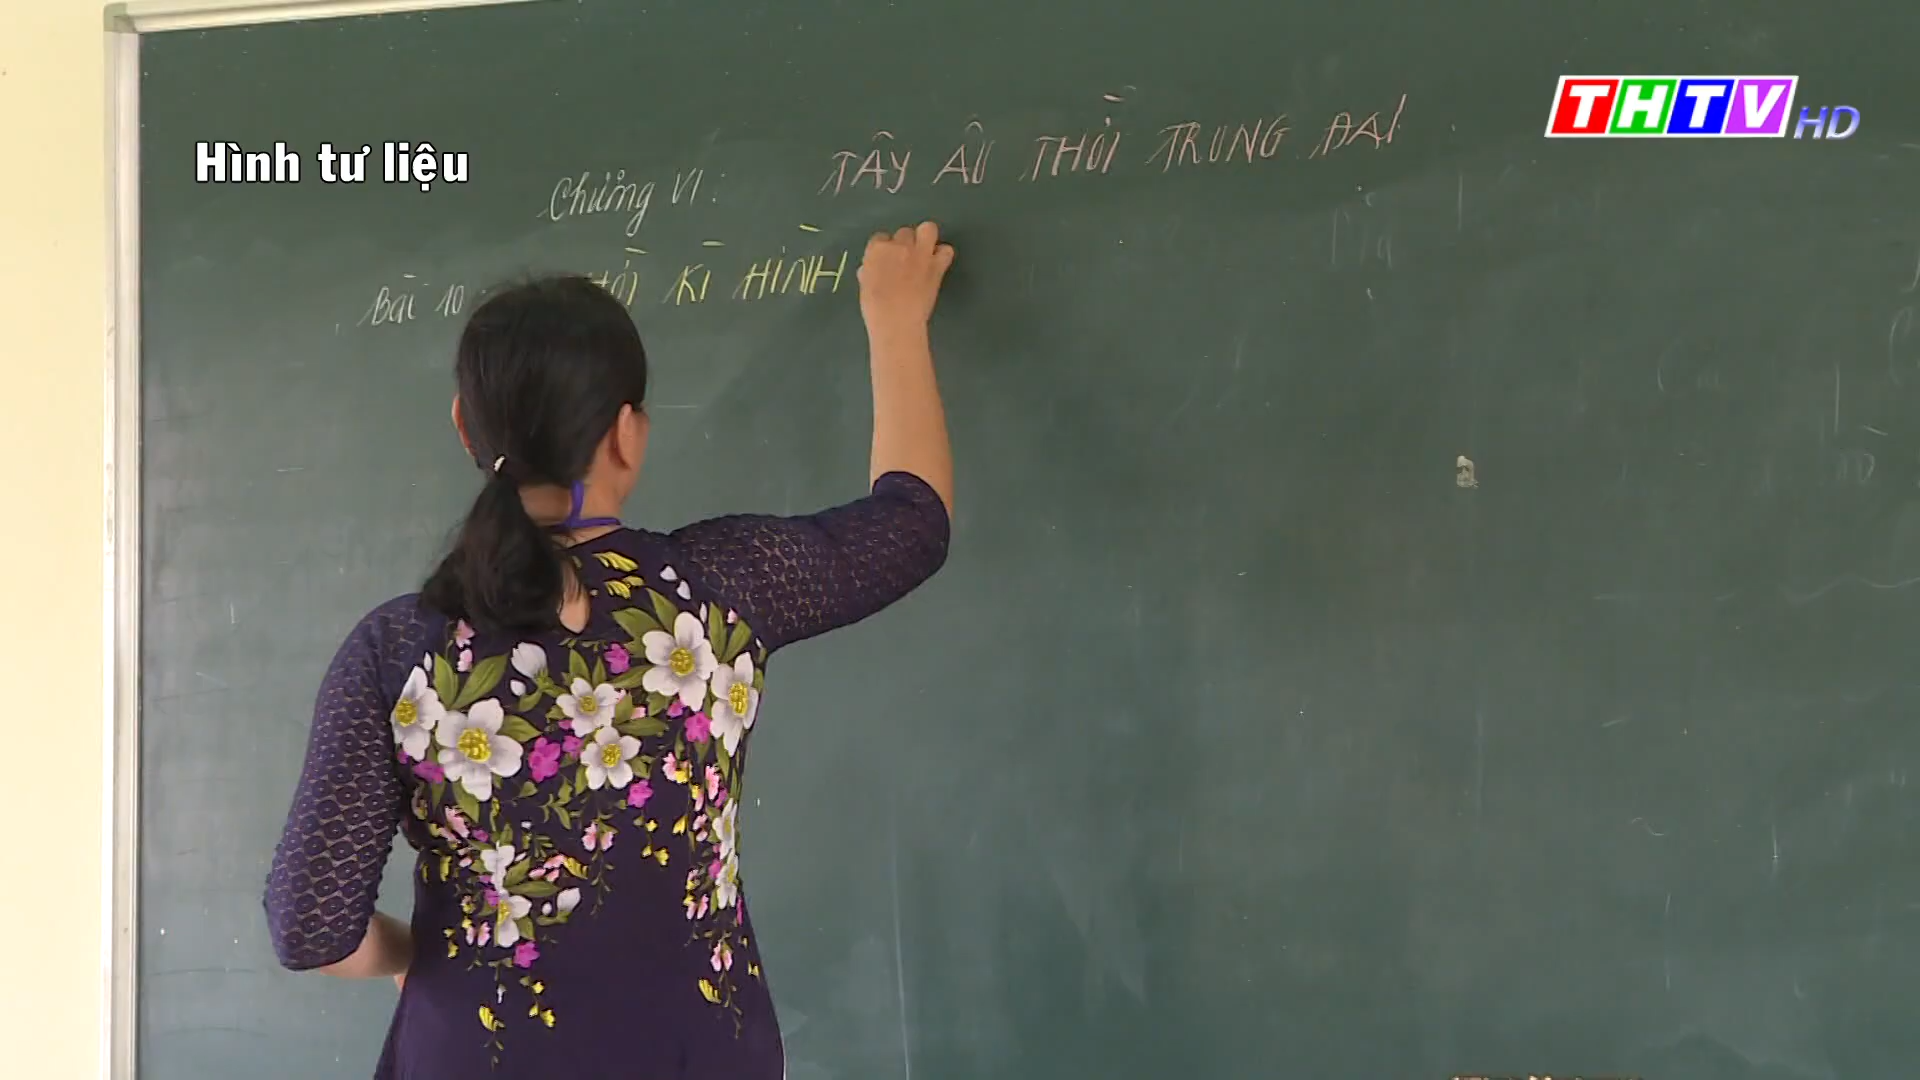 THTV HD
Hình tư liệu
Chương VI: TÂY ÂU THỜI TRUNG ĐẠI
Bài 10 KÌ HÌNH